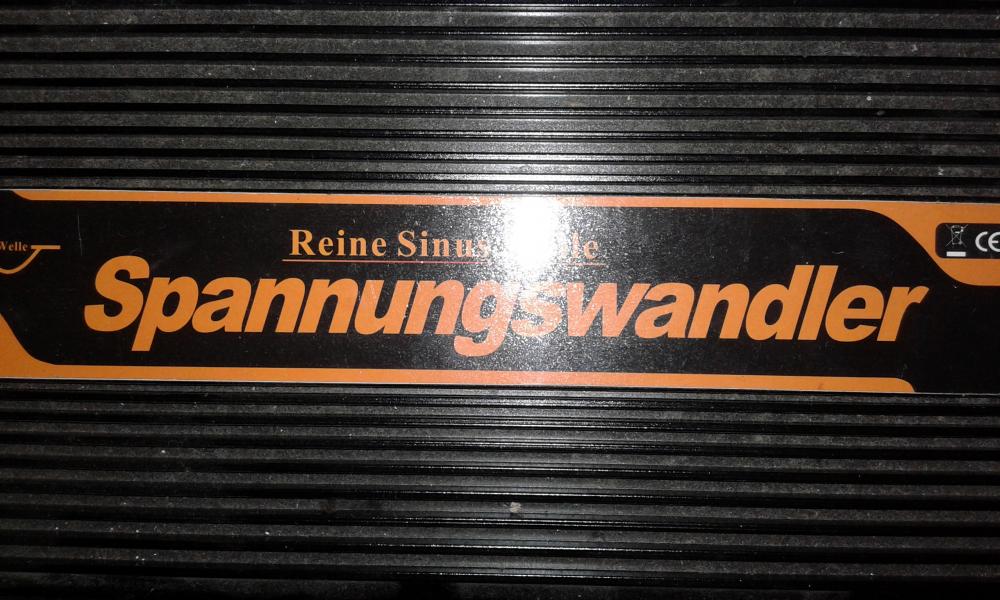 Reine Sinus
Welle
Spannungswandler
CE